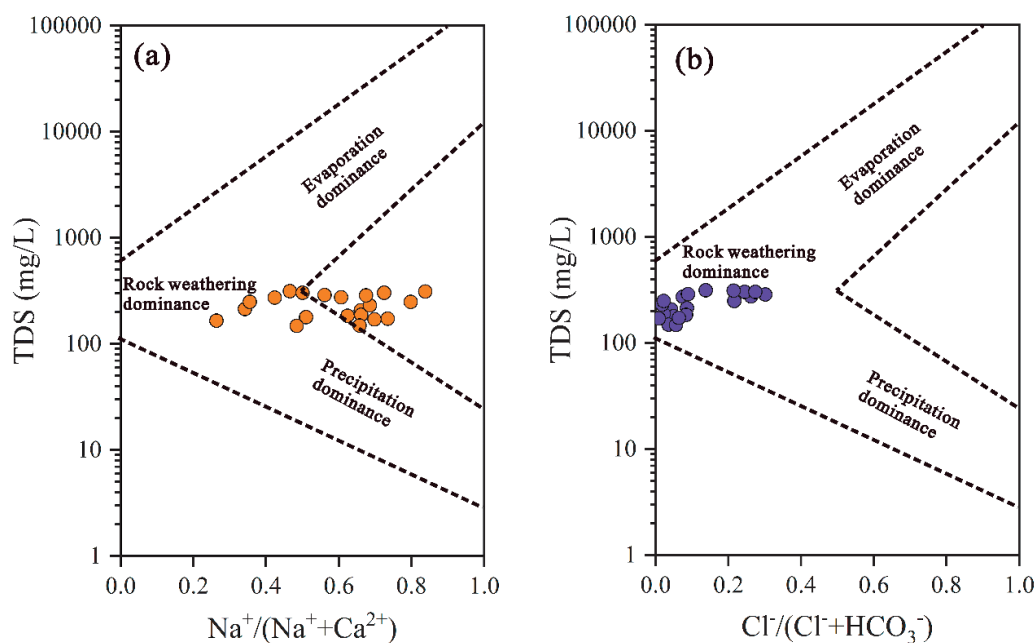 (a)
100000
10000
1000
100
10
1
TDS (mg/L)
Evaporation
dominance
Rock weathering
dominance
Precipitation
dominance
0.0 0.2 0.4 0.6 0.8 1.0
Na⁺/(Na⁺+Ca²⁺)
(b)
100000
10000
1000
100
10
1
TDS (mg/L)
Evaporation
dominance
Rock weathering
dominance
Precipitation
dominance
0.0 0.2 0.4 0.6 0.8 1.0
Cl⁻/(Cl⁻+HCO₃⁻)